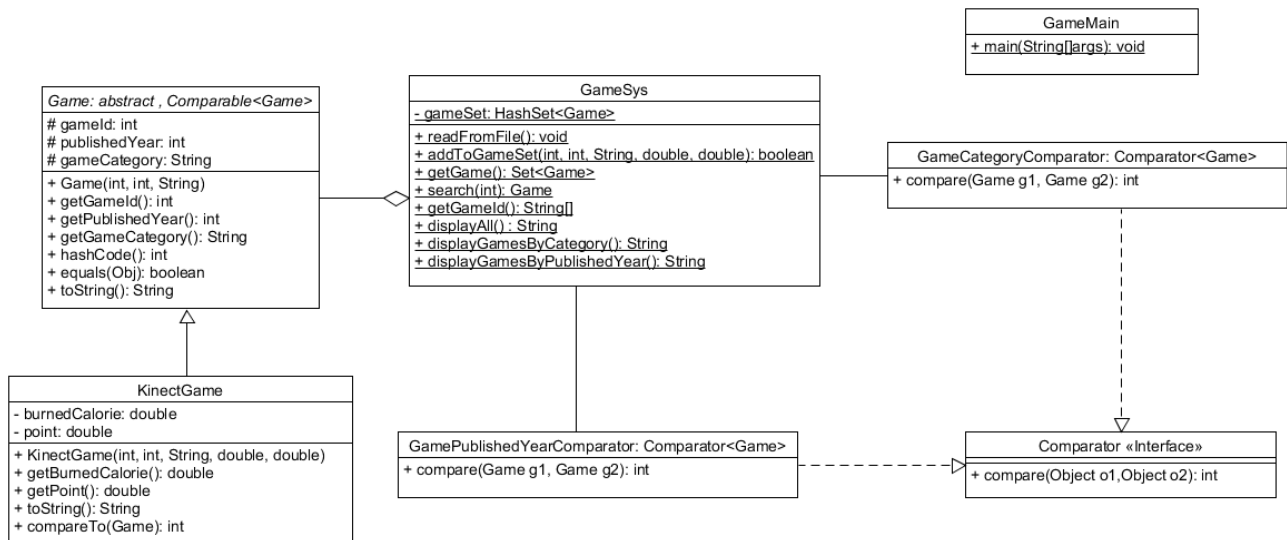 GameMain
+ main(String[]args): void
Game: abstract , Comparable<Game>
# gameId: int
# publishedYear: int
# gameCategory: String
+ Game(int, int, String)
+ getGameId(): int
+ getPublishedYear(): int
+ getGameCategory(): String
+ hashCode(): int
+ equals(Obj): boolean
+ toString(): String
GameSys
- gameSet: HashSet<Game>
+ readFromFile(): void
+ addToGameSet(int, int, String, double, double): boolean
+ getGame(): Set<Game>
+ search(int): Game
+ getGameId(): String[]
+ displayAll() : String
+ displayGamesByCategory(): String
+ displayGamesByPublishedYear(): String
GameCategoryComparator: Comparator<Game>
+ compare(Game g1, Game g2): int
KinectGame
- burnedCalorie: double
- point: double
+ KinectGame(int, int, String, double, double)
+ getBurnedCalorie(): double
+ getPoint(): double
+ toString(): String
+ compareTo(Game): int
GamePublishedYearComparator: Comparator<Game>
+ compare(Game g1, Game g2): int
Comparator «Interface»
+ compare(Object o1,Object o2): int